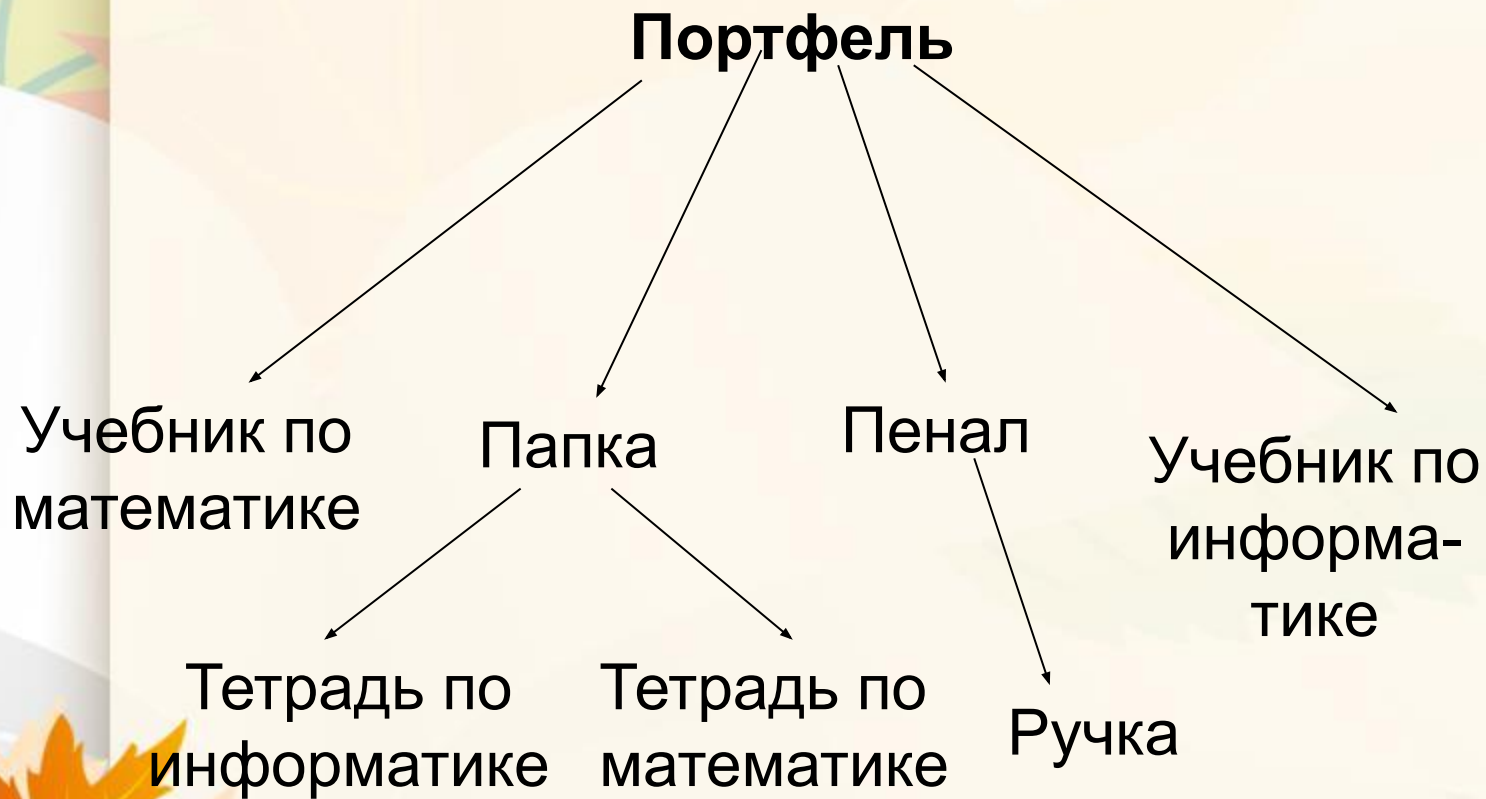 Портфель
Учебник по
математике
Папка
Пенал
Учебник по
информа-
тике
Тетрадь по
информатике
Тетрадь по
математике
Ручка